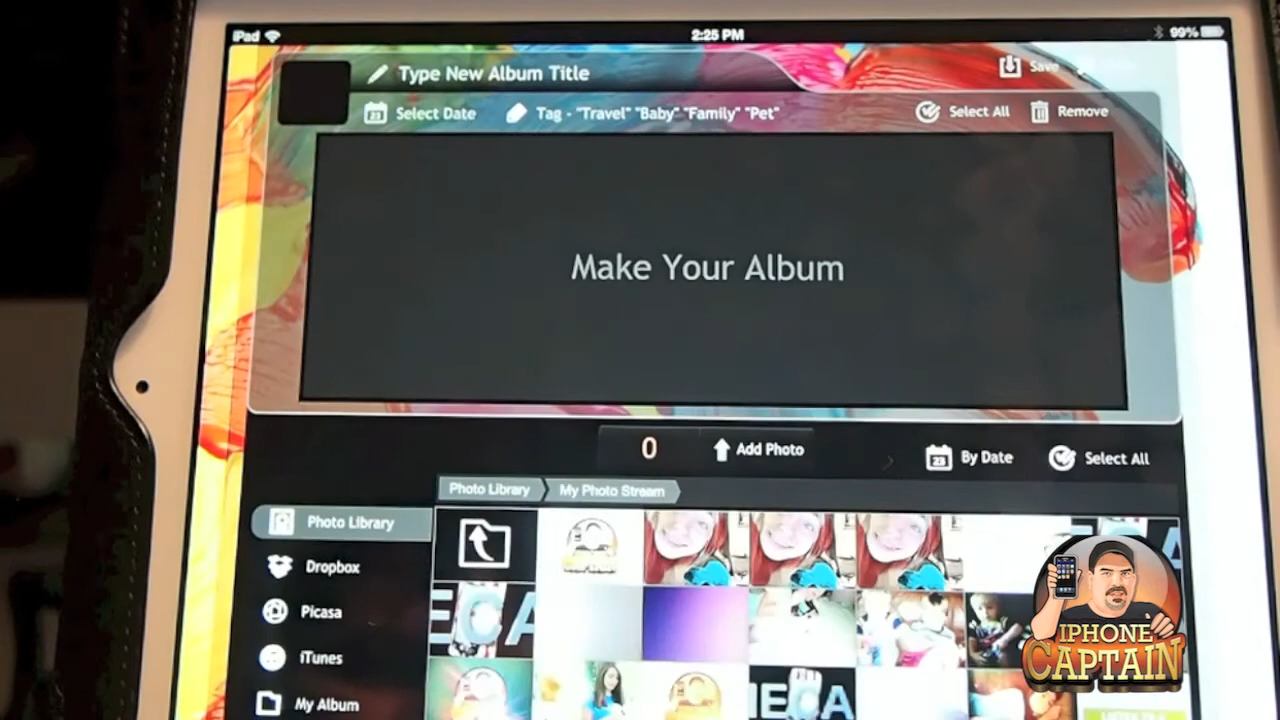 iPad 2:25 PM 99%
Type New Album Title Save
Select Date Tag - "Travel" "Baby" "Family" "Pet" Select All Remove
23
Make Your Album
0 Add Photo 23 By Date Select All
Photo Library My Photo Stream
Photo Library
Dropbox
Picasa
iTunes
My Album
IPHONE
CAPTAIN